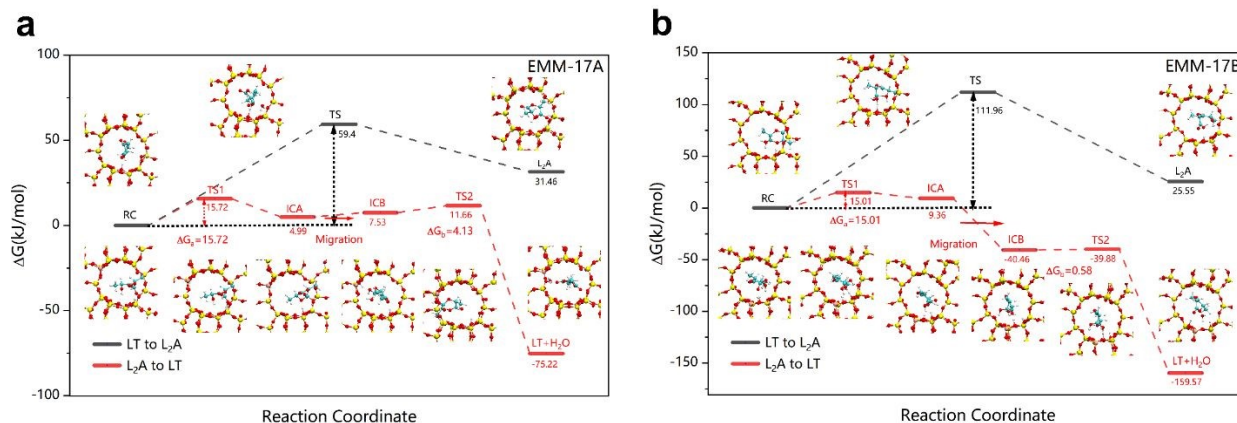 a
EMM-17A
100
50
0
-50
-100
ΔG(kJ/mol)
TS
59.4
L₂A
31.46
RC
TS1
15.72
ICA
4.99
ICB
7.53
TS2
11.66
ΔGₐ=15.72
Migration
ΔG_b=4.13
LT+H₂O
-75.22
LT to L₂A
L₂A to LT
Reaction Coordinate
b
150
100
50
0
-50
-100
-150
ΔG(kJ/mol)
TS
111.96
L₂A
25.55
RC
TS1
15.01
ICA
9.36
ΔGₐ=15.01
Migration
ICB
-40.46
TS2
-39.88
ΔG_b=0.58
LT+H₂O
-159.57
LT to L₂A
L₂A to LT
Reaction Coordinate